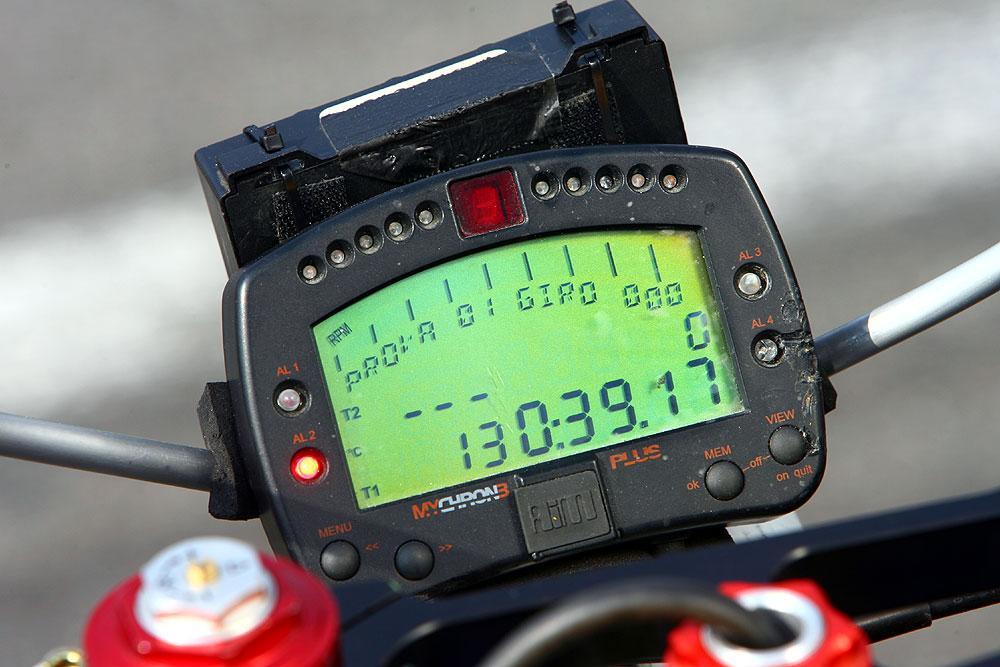 RPM
PROVA 01 GIRO 000
0
T2 ---
°C
130:39.17
T1
AL 1
AL 2
AL 3
AL 4
MYCHRON3 PLUS
AIM
MENU << >>
ok MEM off VIEW
on quit